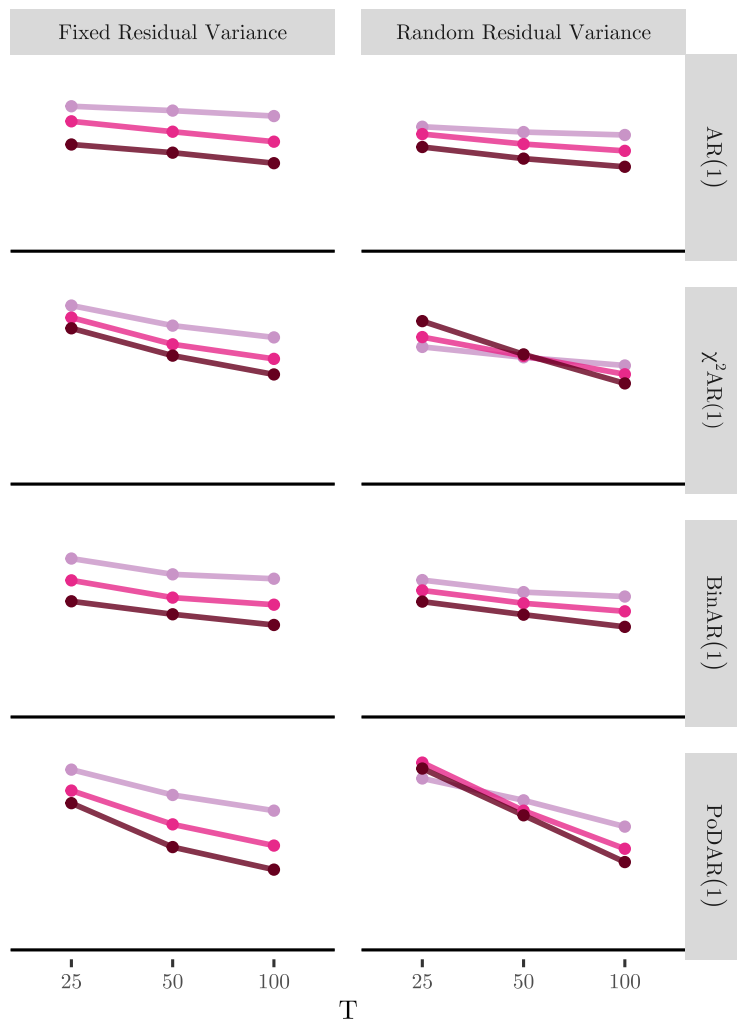 Fixed Residual Variance
Random Residual Variance
AR(1)
χ²AR(1)
BinAR(1)
PoDAR(1)
25 50 100
25 50 100
T